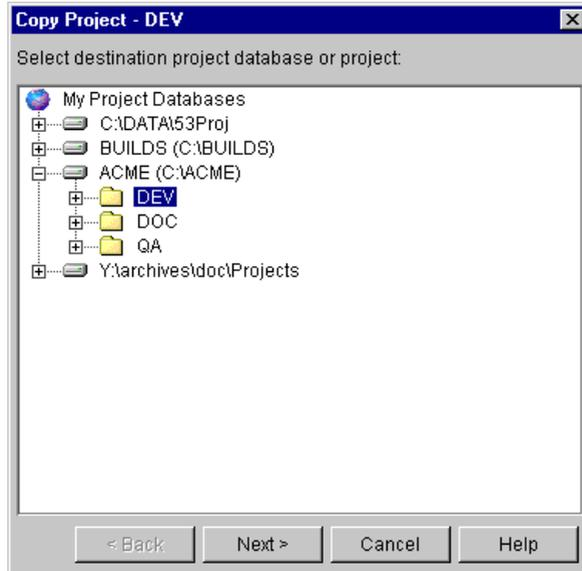 Copy Project - DEV
Select destination project database or project:
My Project Databases
C:\DATA\53Proj
BUILDS (C:\BUILDS)
ACME (C:\ACME)
DEV
DOC
QA
Y:\archives\doc\Projects
< Back Next > Cancel Help